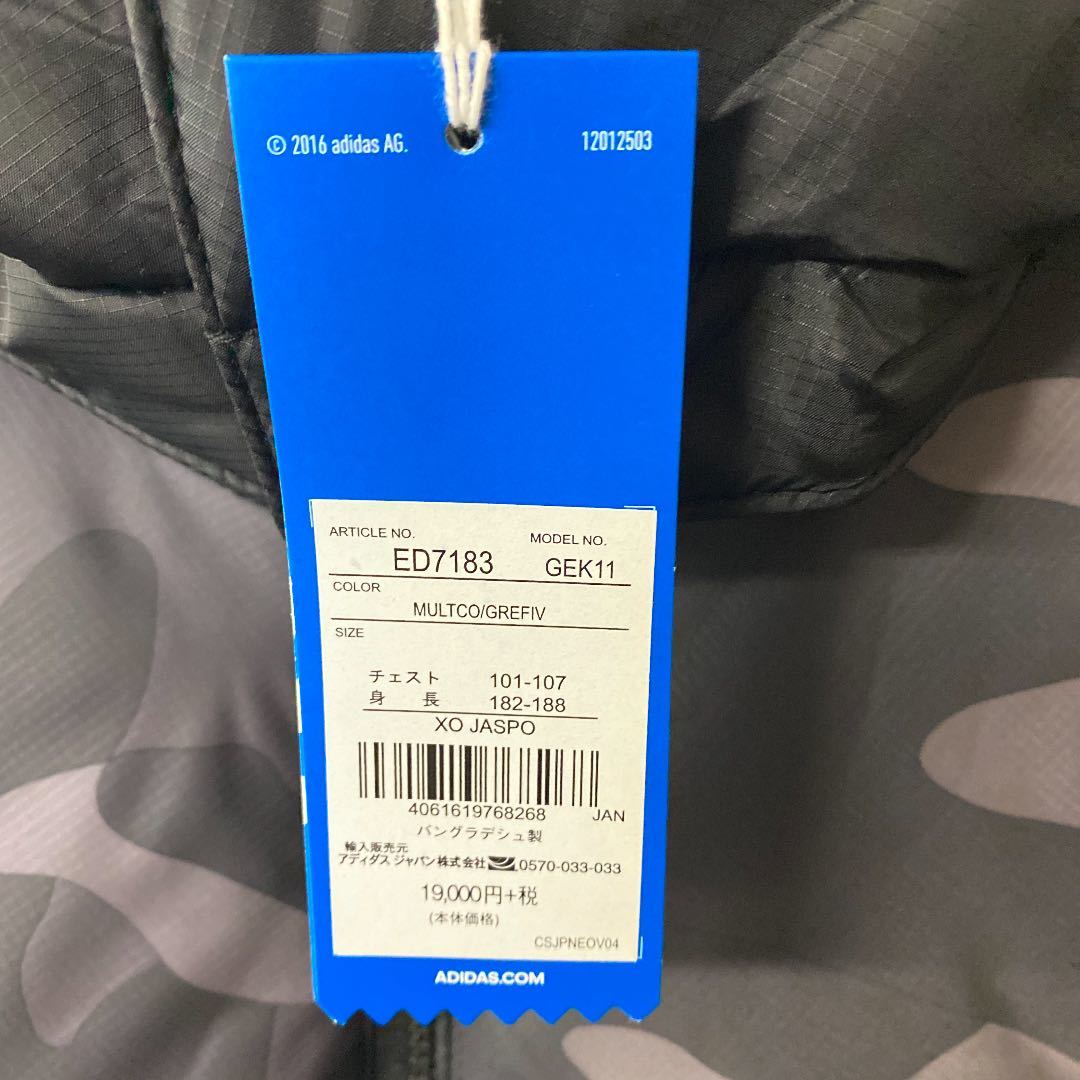 © 2016 adidas AG. 12012503
ARTICLE NO. MODEL NO.
ED7183 GEK11
COLOR
MULTCO/GREFIV
SIZE
チェスト 101-107
身 長 182-188
XO JASPO
4061619768268 JAN
バングラデシュ製
輸入販売元
アディダス ジャパン株式会社 0570-033-033
19,000円+税
(本体価格)
CSJPNEOV04
ADIDAS.COM